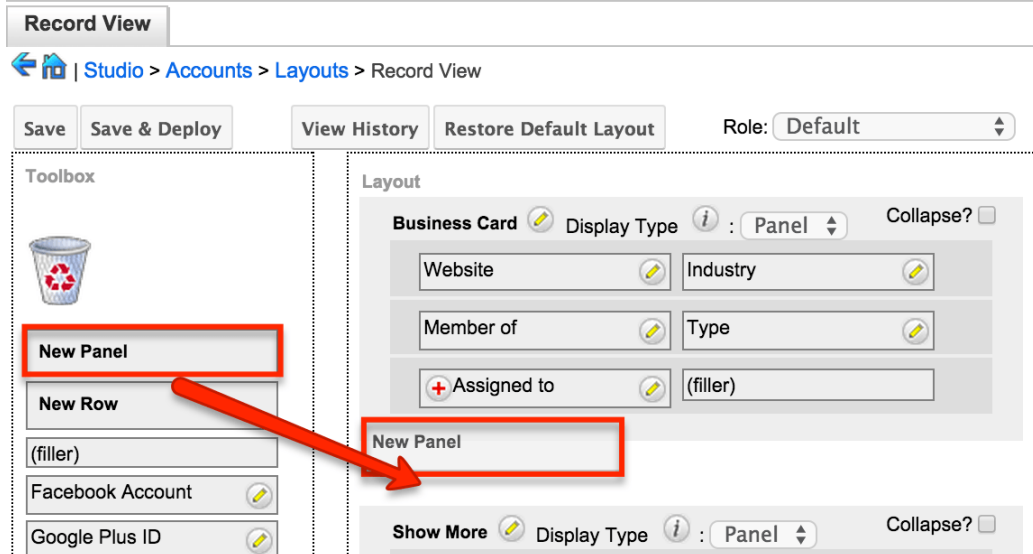 Record View
| Studio > Accounts > Layouts > Record View
Save Save & Deploy View History Restore Default Layout Role: Default
Toolbox
Layout
Business Card Display Type i : Panel Collapse?
Website Industry
Member of Type
Assigned to (filler)
New Panel
New Row
(filler)
Facebook Account
Google Plus ID
New Panel
Show More Display Type i : Panel Collapse?